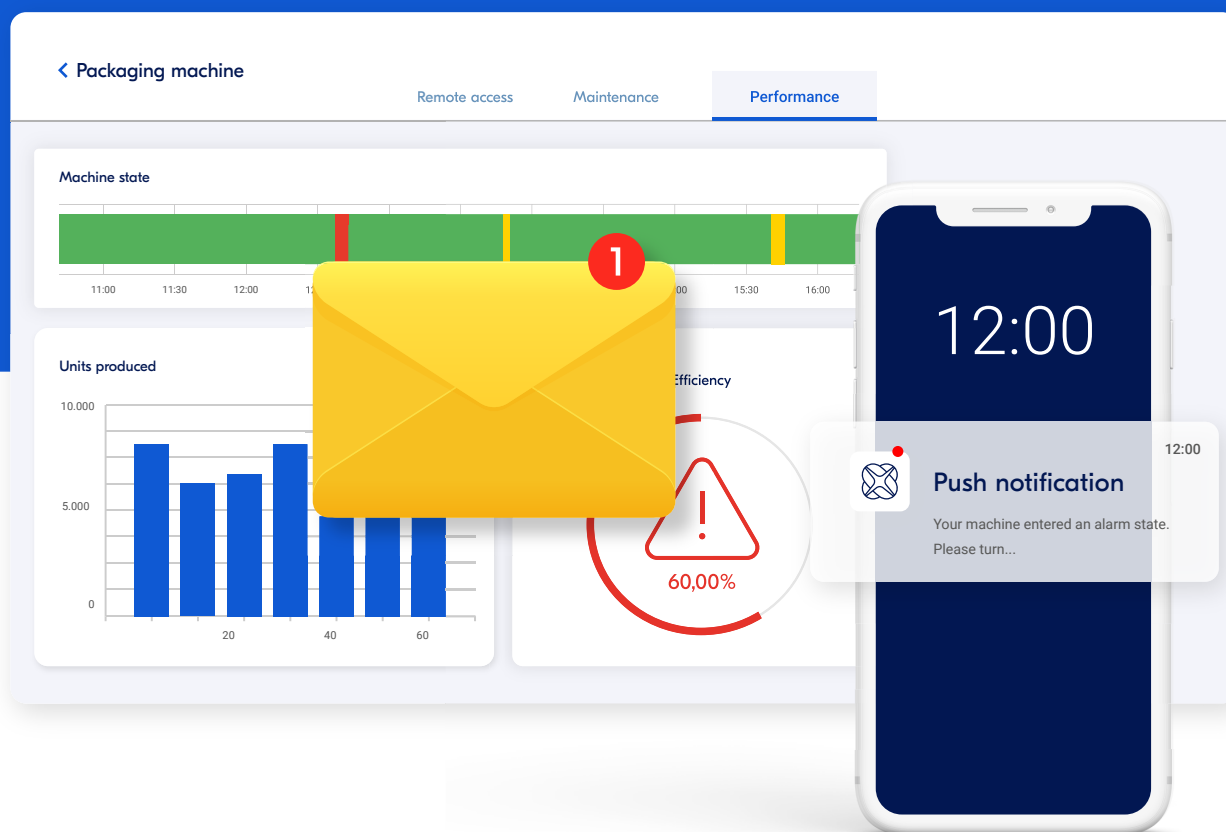 Packaging machine
Remote access
Maintenance
Performance
Machine state
11:00
11:30
12:00
15:30
16:00
1
Units produced
10.000
5.000
0
20
40
60
Efficiency
60,00%
12:00
12:00
Push notification
Your machine entered an alarm state.
Please turn...